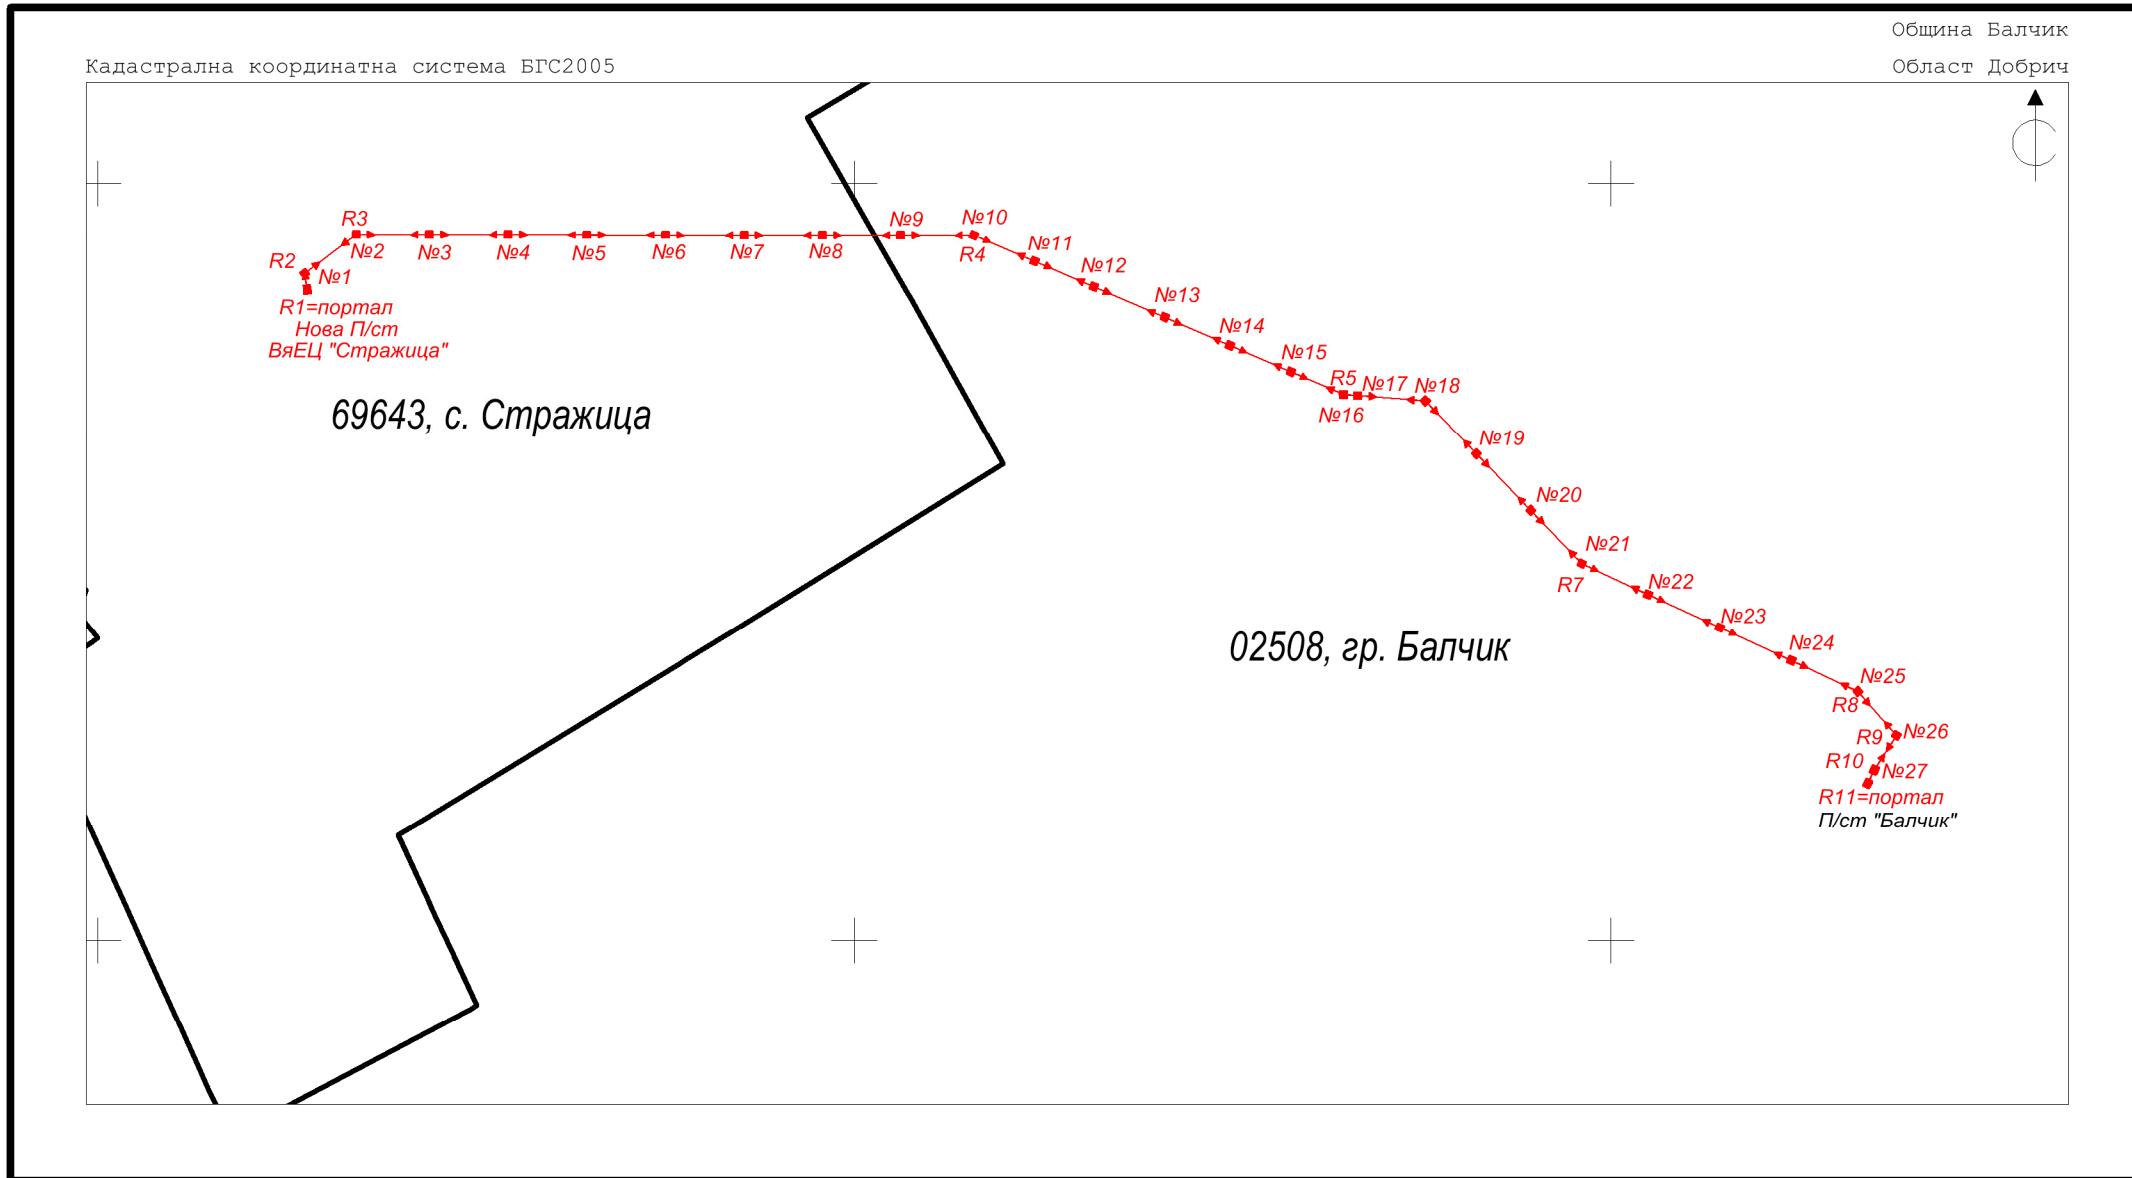 Община Балчик
Кадастрална координатна система БГС2005
Област Добрич
R3
№9
№10
R2
№1
№2
№3
№4
№5
№6
№7
№8
R4
№11
№12
№13
№14
№15
R1=портал
Нова П/ст
ВяЕЦ "Стражица"
69643, с. Стражица
R5
№17
№18
№16
№19
№20
№21
R7
№22
№23
№24
02508, гр. Балчик
№25
R8
R9
№26
R10
№27
R11=портал
П/ст "Балчик"